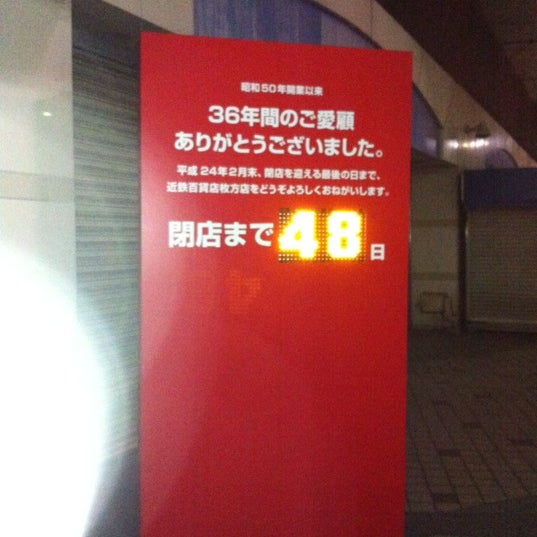 昭和50年開業以来
36年間のご愛顧
ありがとうございました。
平成24年2月末、閉店を迎える最後の日まで、
近鉄百貨店枚方店をどうぞよろしくおねがいします。
閉店まで48日